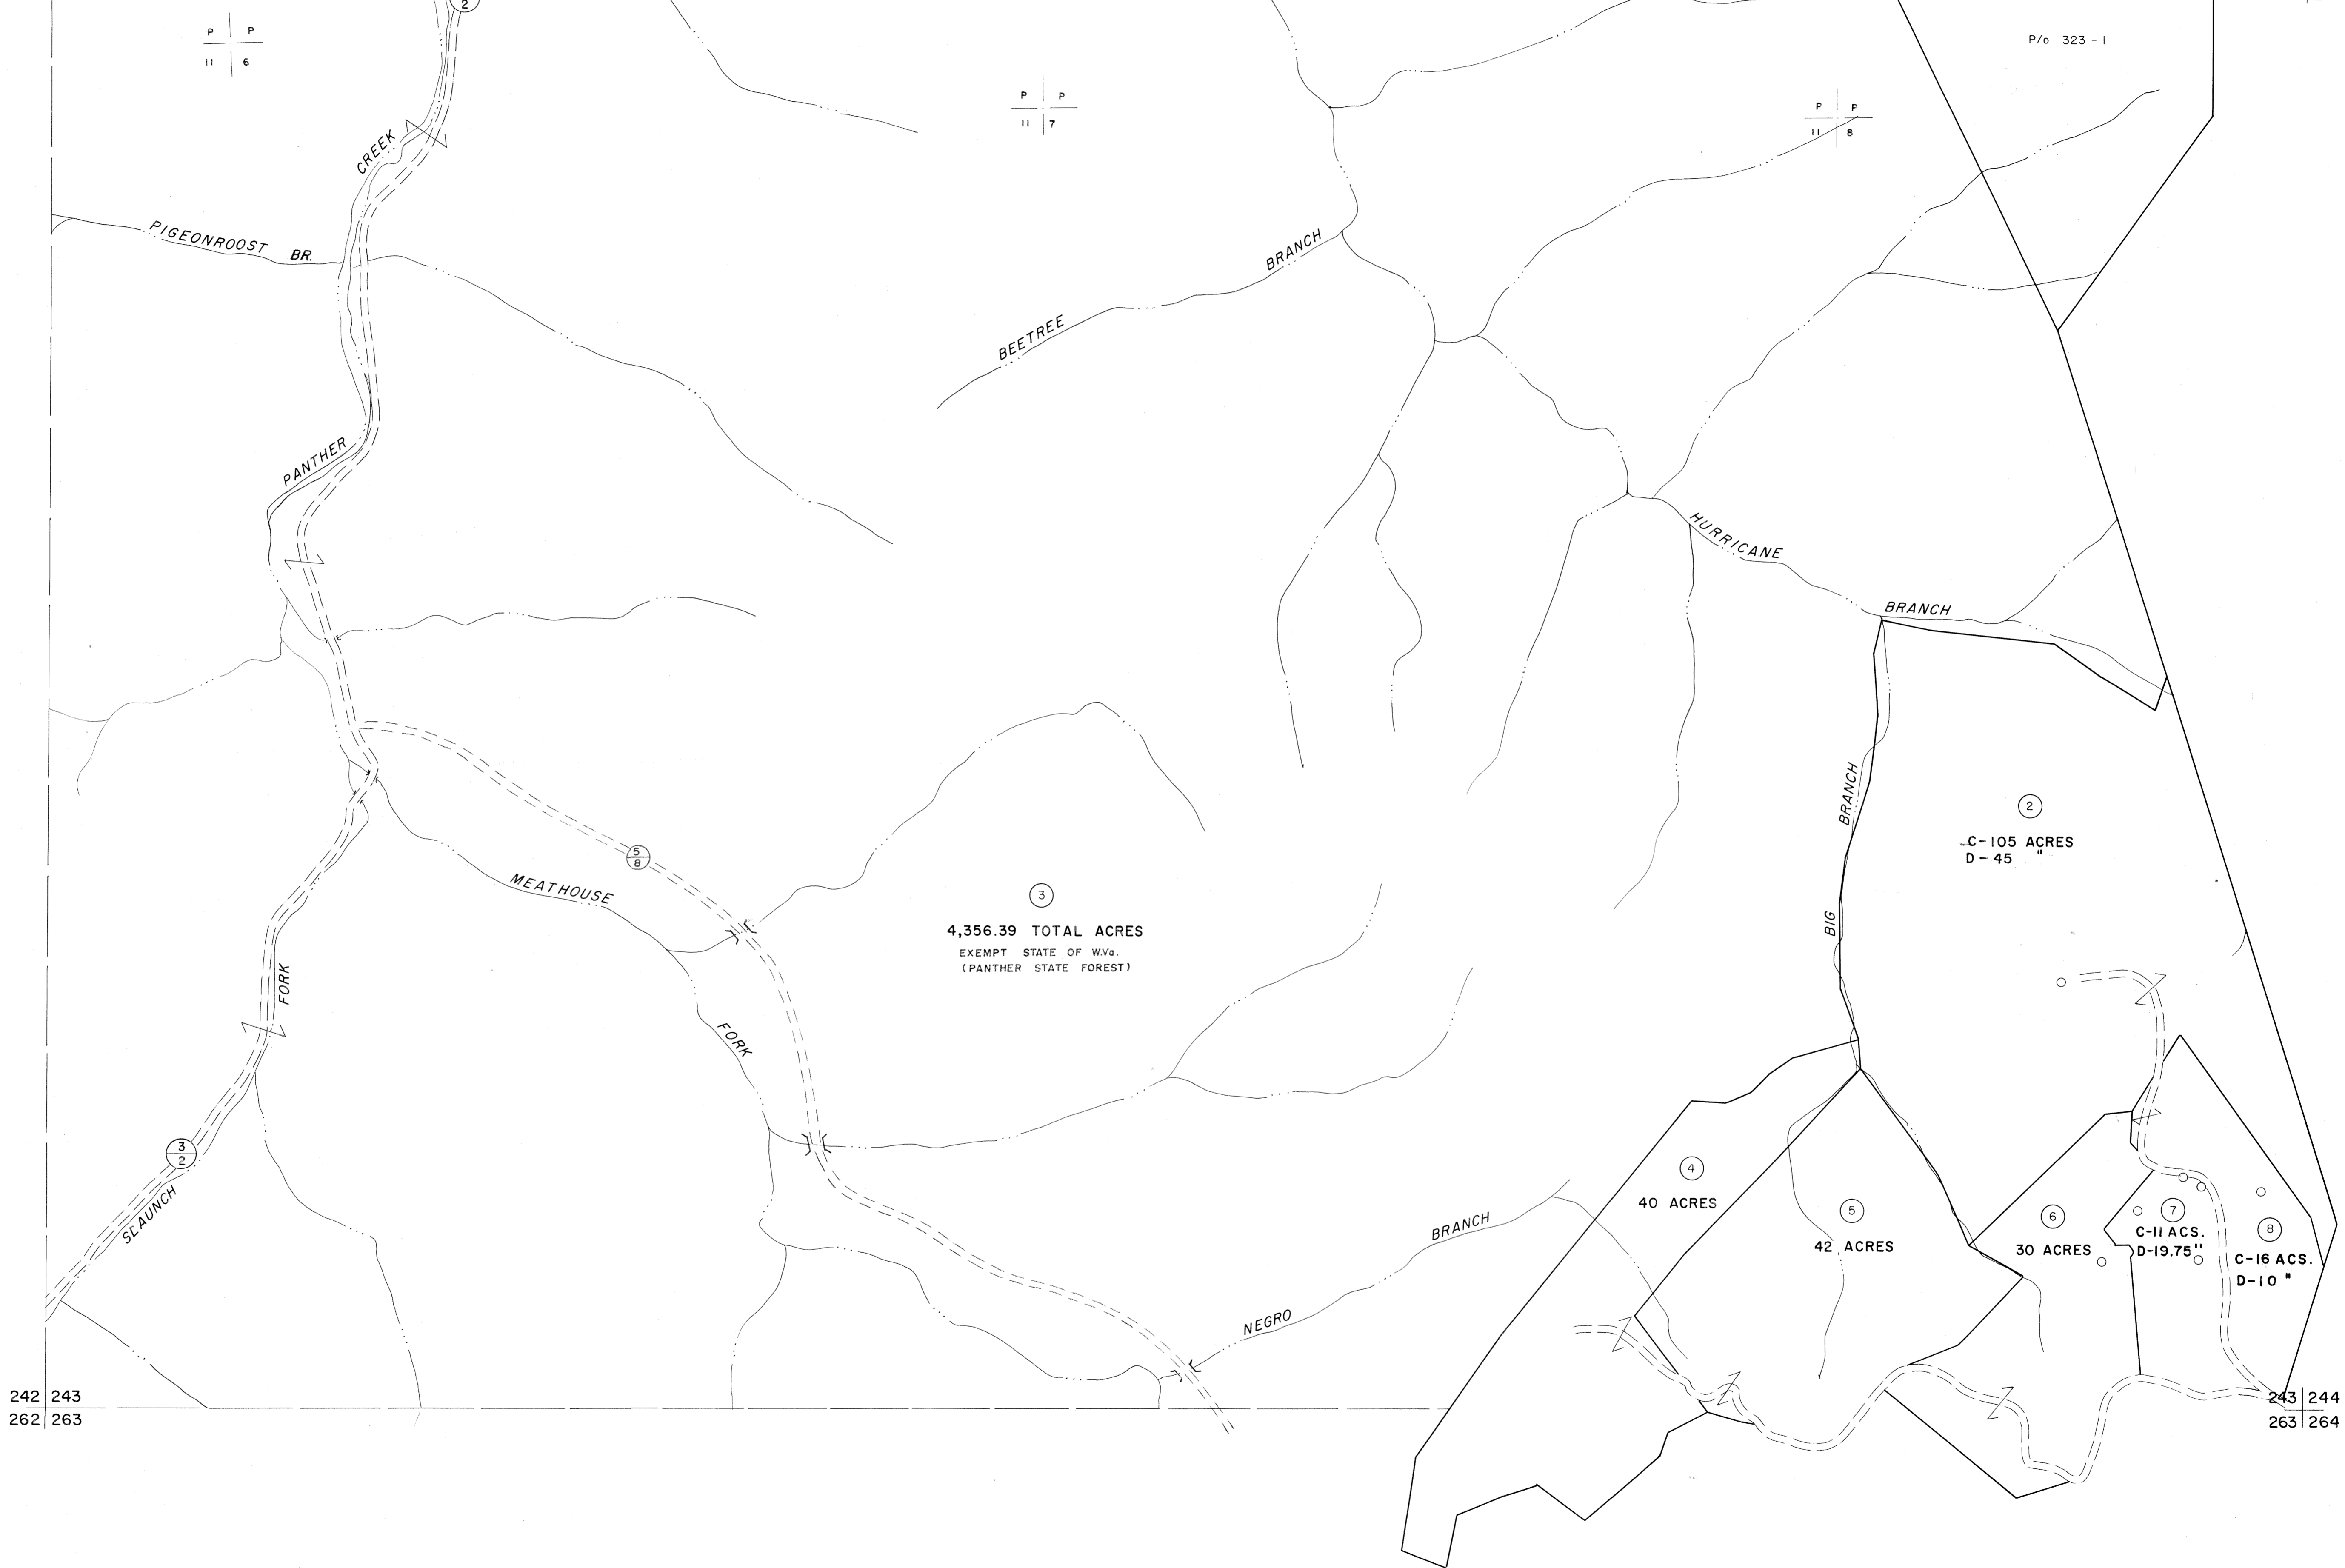 2
P P
11 6
P/o 323-1
P P
11 7
P P
11 8
CREEK
PIGEONROOST BR.
BRANCH
BEETREE
PANTHER
HURRICANE
BRANCH
BRANCH
2
C-105 ACRES
D-45 "
5
8
MEATHOUSE
3
4,356.39 TOTAL ACRES
EXEMPT STATE OF W.Va.
(PANTHER STATE FOREST)
BIG
FORK
FORK
3
2
SLAUNCH
4
40 ACRES
5
42 ACRES
6
30 ACRES
7
C-11 ACS.
D-19.75"
8
C-16 ACS.
D-10 "
BRANCH
NEGRO
242 243
262 263
243 244
263 264